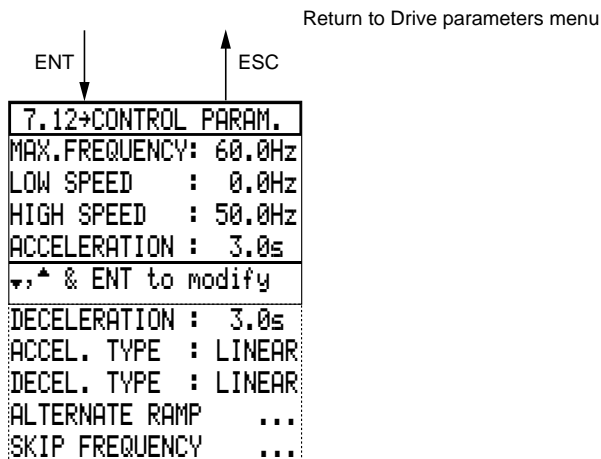 Return to Drive parameters menu
ENT
ESC
7.12→CONTROL PARAM.
MAX.FREQUENCY: 60.0Hz
LOW SPEED : 0.0Hz
HIGH SPEED : 50.0Hz
ACCELERATION : 3.0s
▼,▲ & ENT to modify
DECELERATION : 3.0s
ACCEL. TYPE : LINEAR
DECEL. TYPE : LINEAR
ALTERNATE RAMP ...
SKIP FREQUENCY ...